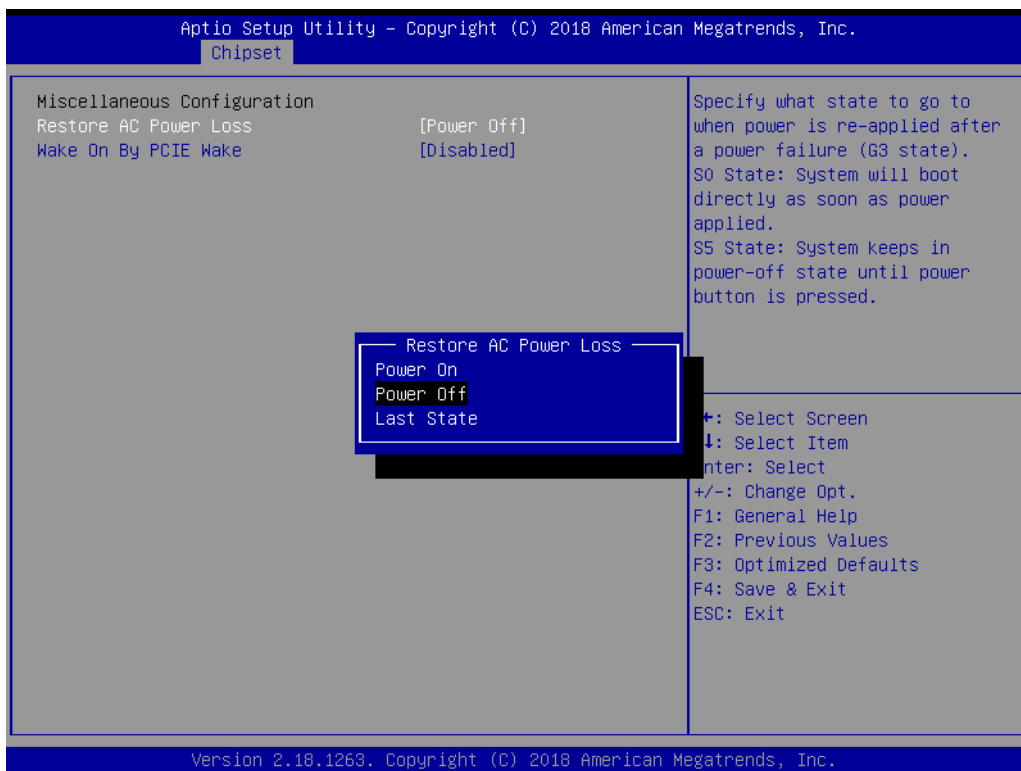 Aptio Setup Utility – Copyright (C) 2018 American Megatrends, Inc.
Chipset
Miscellaneous Configuration
Restore AC Power Loss [Power Off]
Wake On By PCIE Wake [Disabled]
Specify what state to go to
when power is re-applied after
a power failure (G3 state).
S0 State: System will boot
directly as soon as power
applied.
S5 State: System keeps in
power-off state until power
button is pressed.
Restore AC Power Loss
Power On
Power Off
Last State
←: Select Screen
↓: Select Item
nter: Select
+/-: Change Opt.
F1: General Help
F2: Previous Values
F3: Optimized Defaults
F4: Save & Exit
ESC: Exit
Version 2.18.1263. Copyright (C) 2018 American Megatrends, Inc.